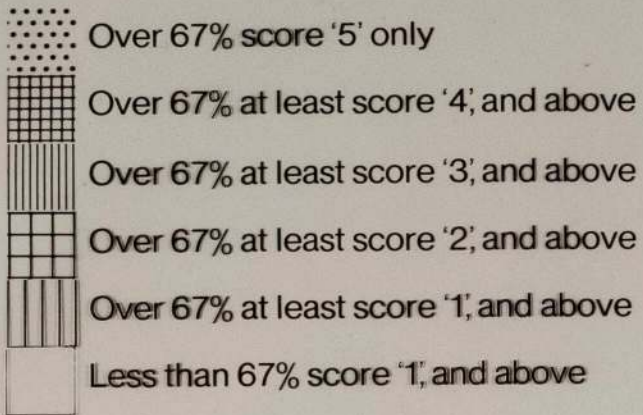 Over 67% score ‘5’ only
Over 67% at least score ‘4’, and above
Over 67% at least score ‘3’, and above
Over 67% at least score ‘2’, and above
Over 67% at least score ‘1’, and above
Less than 67% score ‘1’, and above